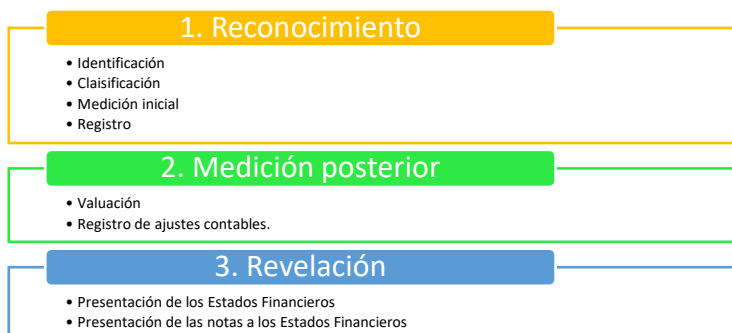 1. Reconocimiento
• Identificación
• Claisificación
• Medición inicial
• Registro
2. Medición posterior
• Valuación
• Registro de ajustes contables.
3. Revelación
• Presentación de los Estados Financieros
• Presentación de las notas a los Estados Financieros